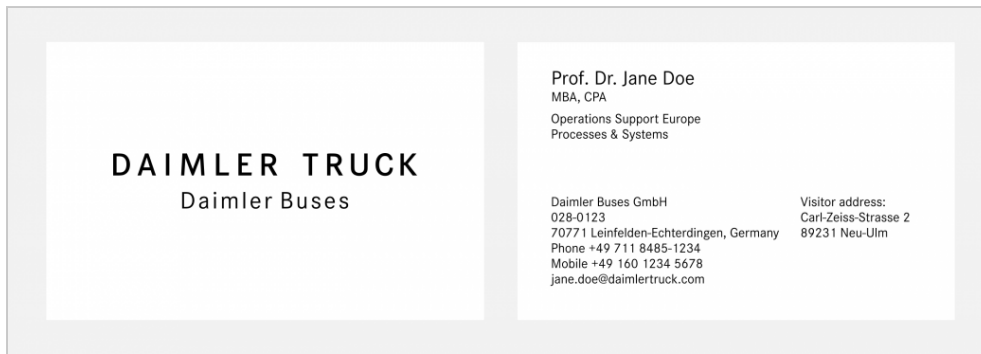 DAIMLER TRUCK
Daimler Buses
Prof. Dr. Jane Doe
MBA, CPA
Operations Support Europe
Processes & Systems
Daimler Buses GmbH
028-0123
70771 Leinfelden-Echterdingen, Germany
Phone +49 711 8485-1234
Mobile +49 160 1234 5678
jane.doe@daimlertruck.com
Visitor address:
Carl-Zeiss-Strasse 2
89231 Neu-Ulm